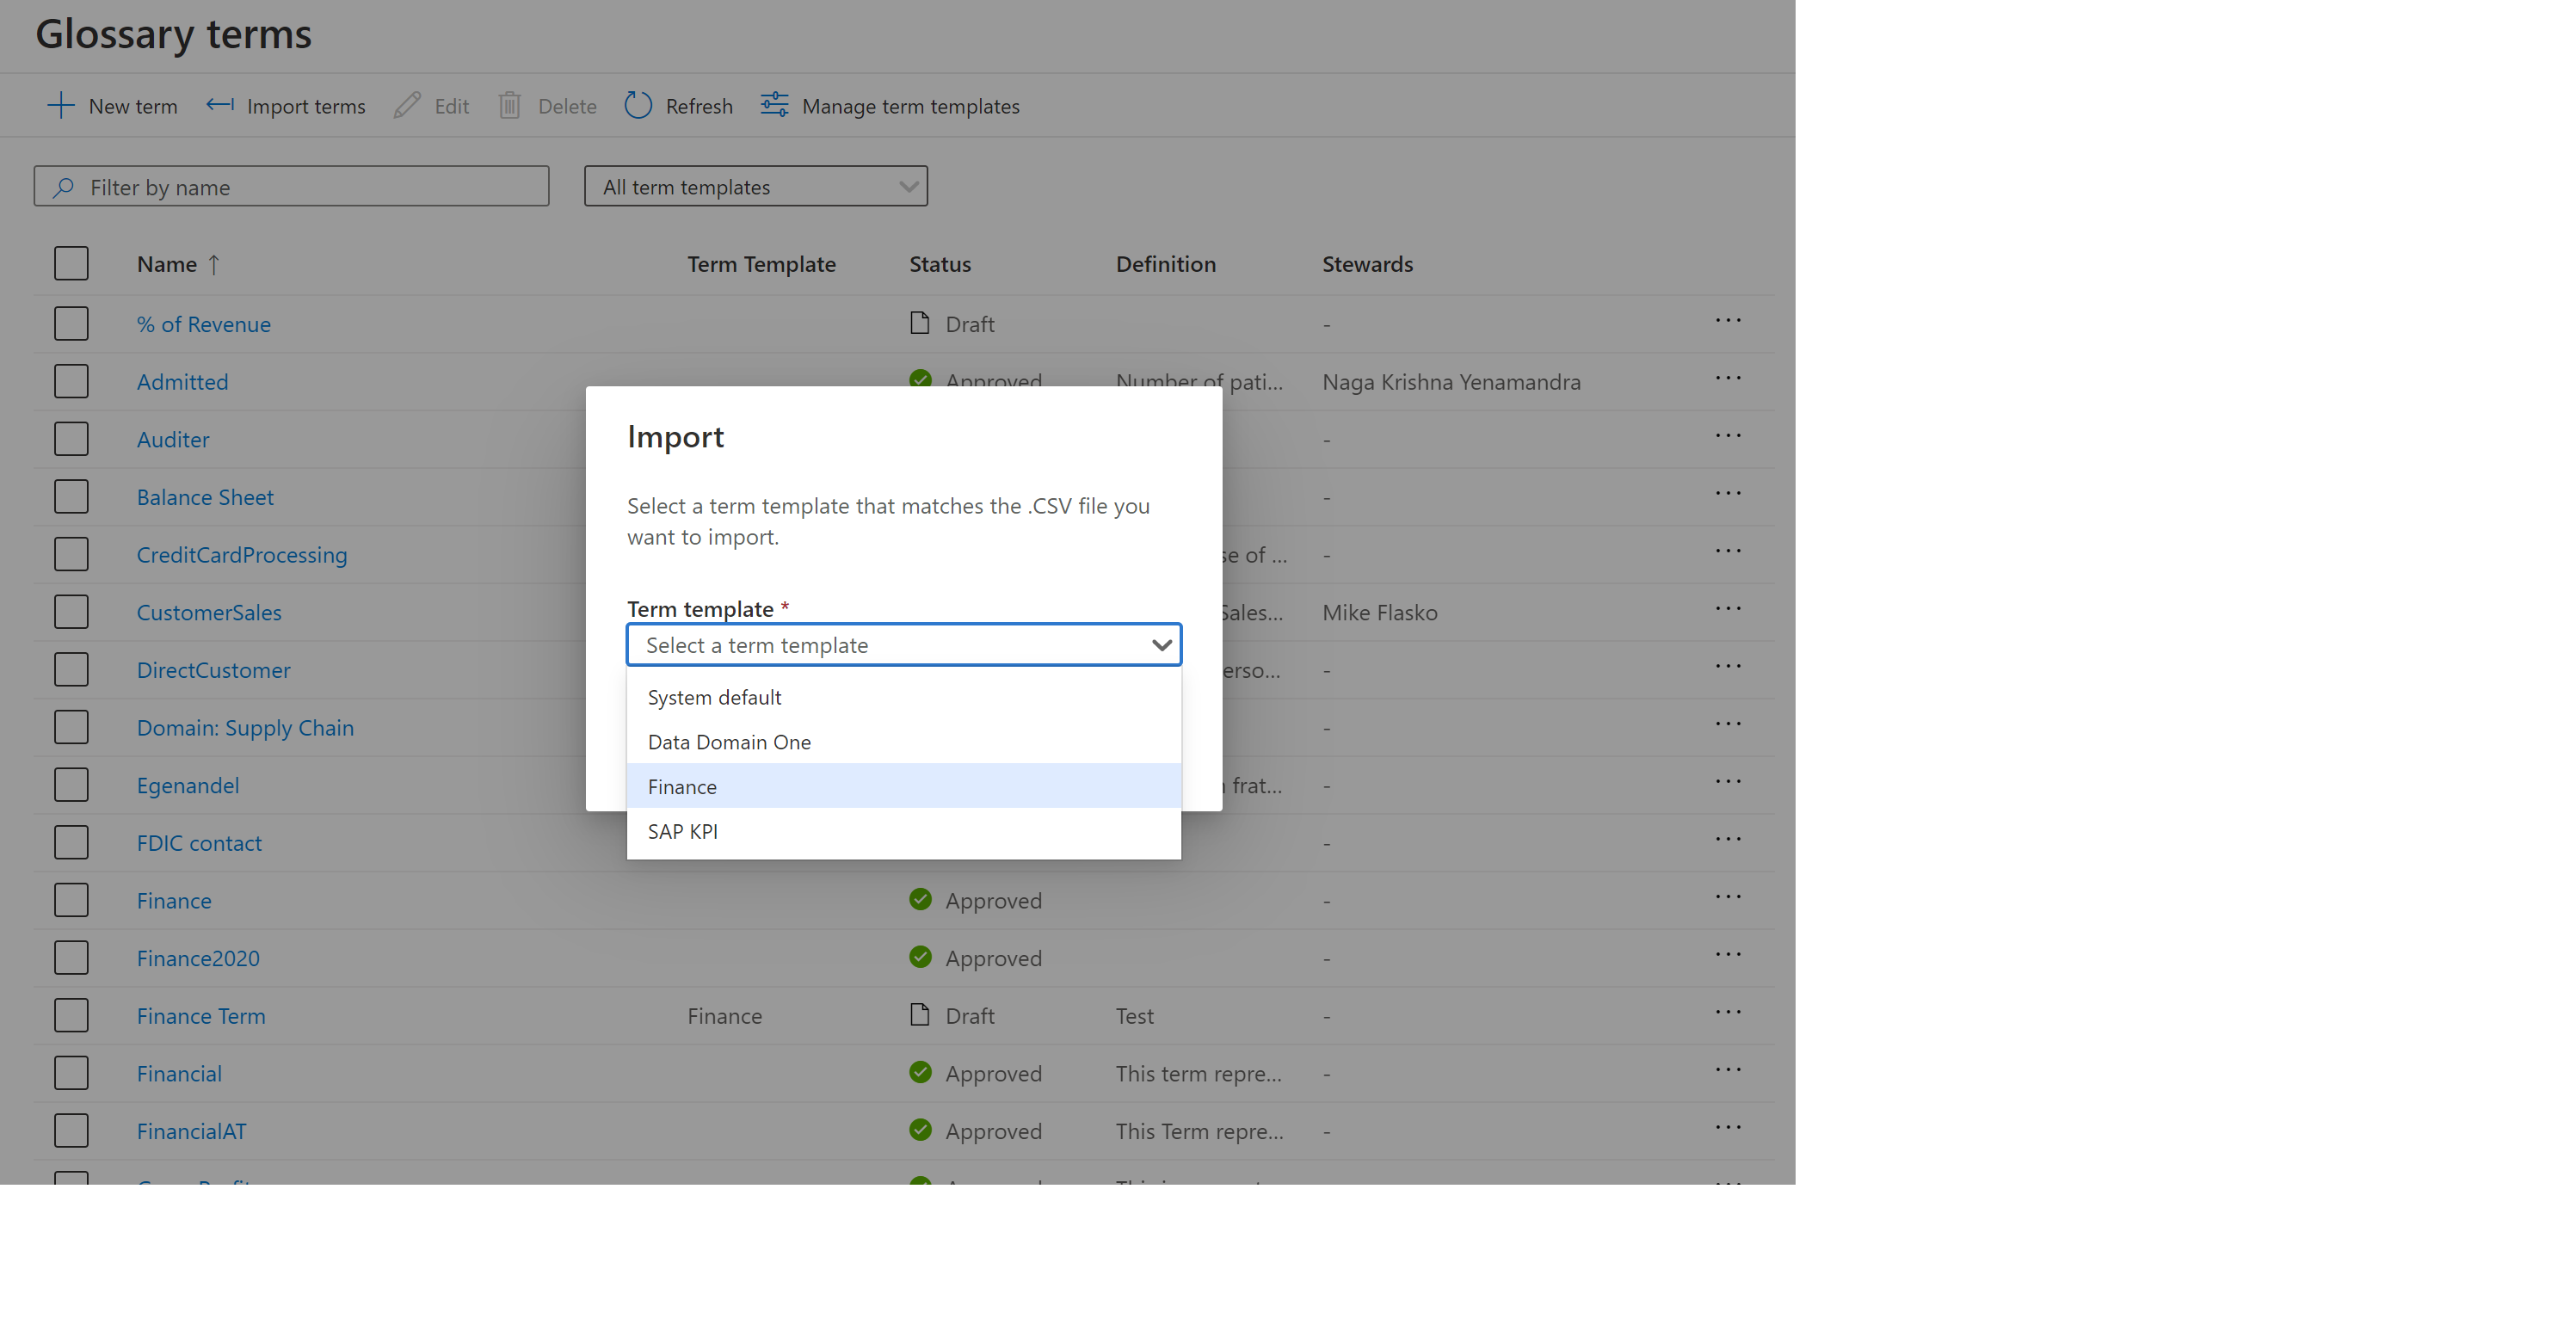 Glossary terms
New term Import terms Edit Delete Refresh Manage term templates
Filter by name All term templates
Name ↑ Term Template Status Definition Stewards
% of Revenue Draft - ...
Admitted Approved Number of pati... Naga Krishna Yenamandra ...
Auditer - ...
Balance Sheet - ...
CreditCardProcessing se of ... - ...
CustomerSales Sales... Mike Flasko ...
DirectCustomer erso... - ...
Domain: Supply Chain - ...
Egenandel frat... - ...
FDIC contact - ...
Finance Approved - ...
Finance2020 Approved - ...
Finance Term Finance Draft Test - ...
Financial Approved This term repre... - ...
FinancialAT Approved This Term repre... - ...
Import
Select a term template that matches the .CSV file you
want to import.
Term template *
Select a term template
System default
Data Domain One
Finance
SAP KPI